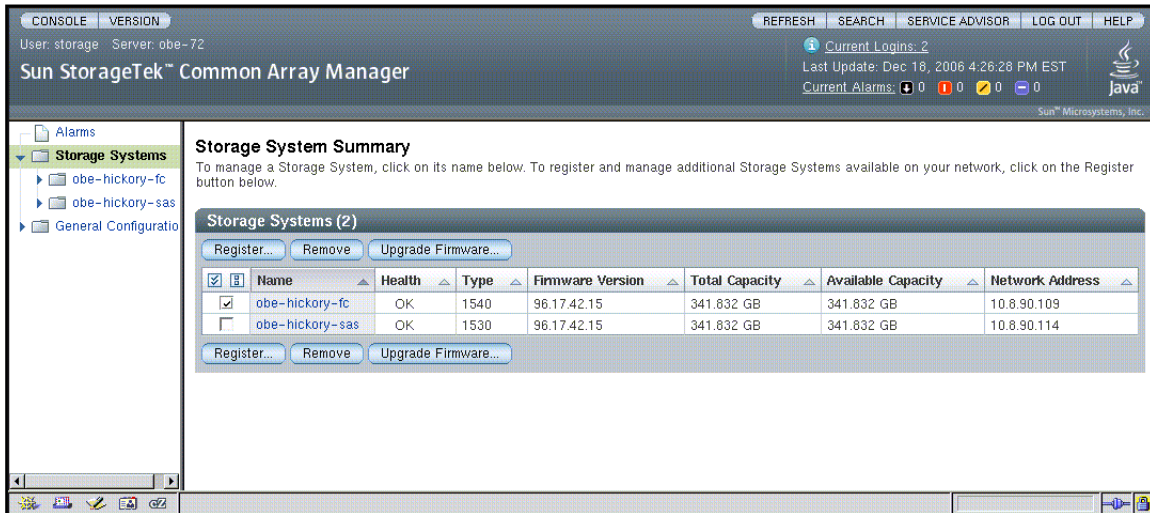 CONSOLE VERSION REFRESH SEARCH SERVICE ADVISOR LOG OUT HELP
User: storage Server: obe-72
Current Logins: 2
Last Update: Dec 18, 2006 4:26:28 PM EST
Sun StorageTek™ Common Array Manager
Current Alarms: 0 0 0 0
Java™
Sun™ Microsystems, Inc.
Alarms
Storage Systems
obe-hickory-fc
obe-hickory-sas
General Configuratio
Storage System Summary
To manage a Storage System, click on its name below. To register and manage additional Storage Systems available on your network, click on the Register
button below.
Storage Systems (2)
Register... Remove Upgrade Firmware...
Name Health Type Firmware Version Total Capacity Available Capacity Network Address
obe-hickory-fc OK 1540 96.17.42.15 341.832 GB 341.832 GB 10.8.90.109
obe-hickory-sas OK 1530 96.17.42.15 341.832 GB 341.832 GB 10.8.90.114
Register... Remove Upgrade Firmware...